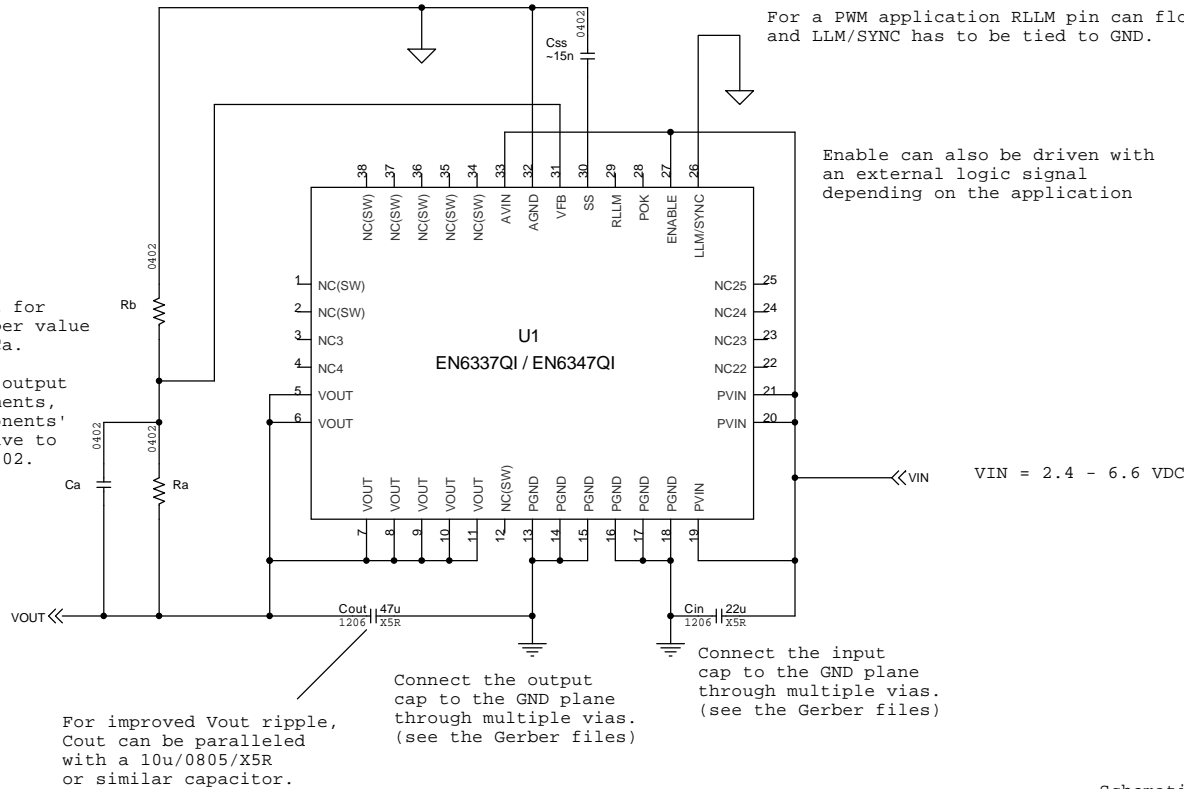 For a PWM application RLLM pin can flo
and LLM/SYNC has to be tied to GND.
0402
Css
~15n
Enable can also be driven with
an external logic signal
depending on the application
38 37 36 35 34 33 32 31 30 29 28 27 26
NC(SW) NC(SW) NC(SW) NC(SW) NC(SW) AVIN AGND VFB SS RLLM POK ENABLE LLM/SYNC
0402
Rb
for
per value
Ca.
output
ments,
onents'
ve to
02.
1 NC(SW)
2 NC(SW)
3 NC3
4 NC4
5 VOUT
6 VOUT
U1
EN6337QI / EN6347QI
NC25 25
NC24 24
NC23 23
NC22 22
PVIN 21
PVIN 20
0402
0402
Ca
Ra
VOUT VOUT VOUT VOUT VOUT NC(SW) PGND PGND PGND PGND PGND PGND PVIN
7 8 9 10 11 12 13 14 15 16 17 18 19
VIN
VIN = 2.4 - 6.6 VDC
VOUT
Cout 47u
1206 X5R
Cin 22u
1206 X5R
Connect the output
cap to the GND plane
through multiple vias.
(see the Gerber files)
Connect the input
cap to the GND plane
through multiple vias.
(see the Gerber files)
For improved Vout ripple,
Cout can be paralleled
with a 10u/0805/X5R
or similar capacitor.
Schemati